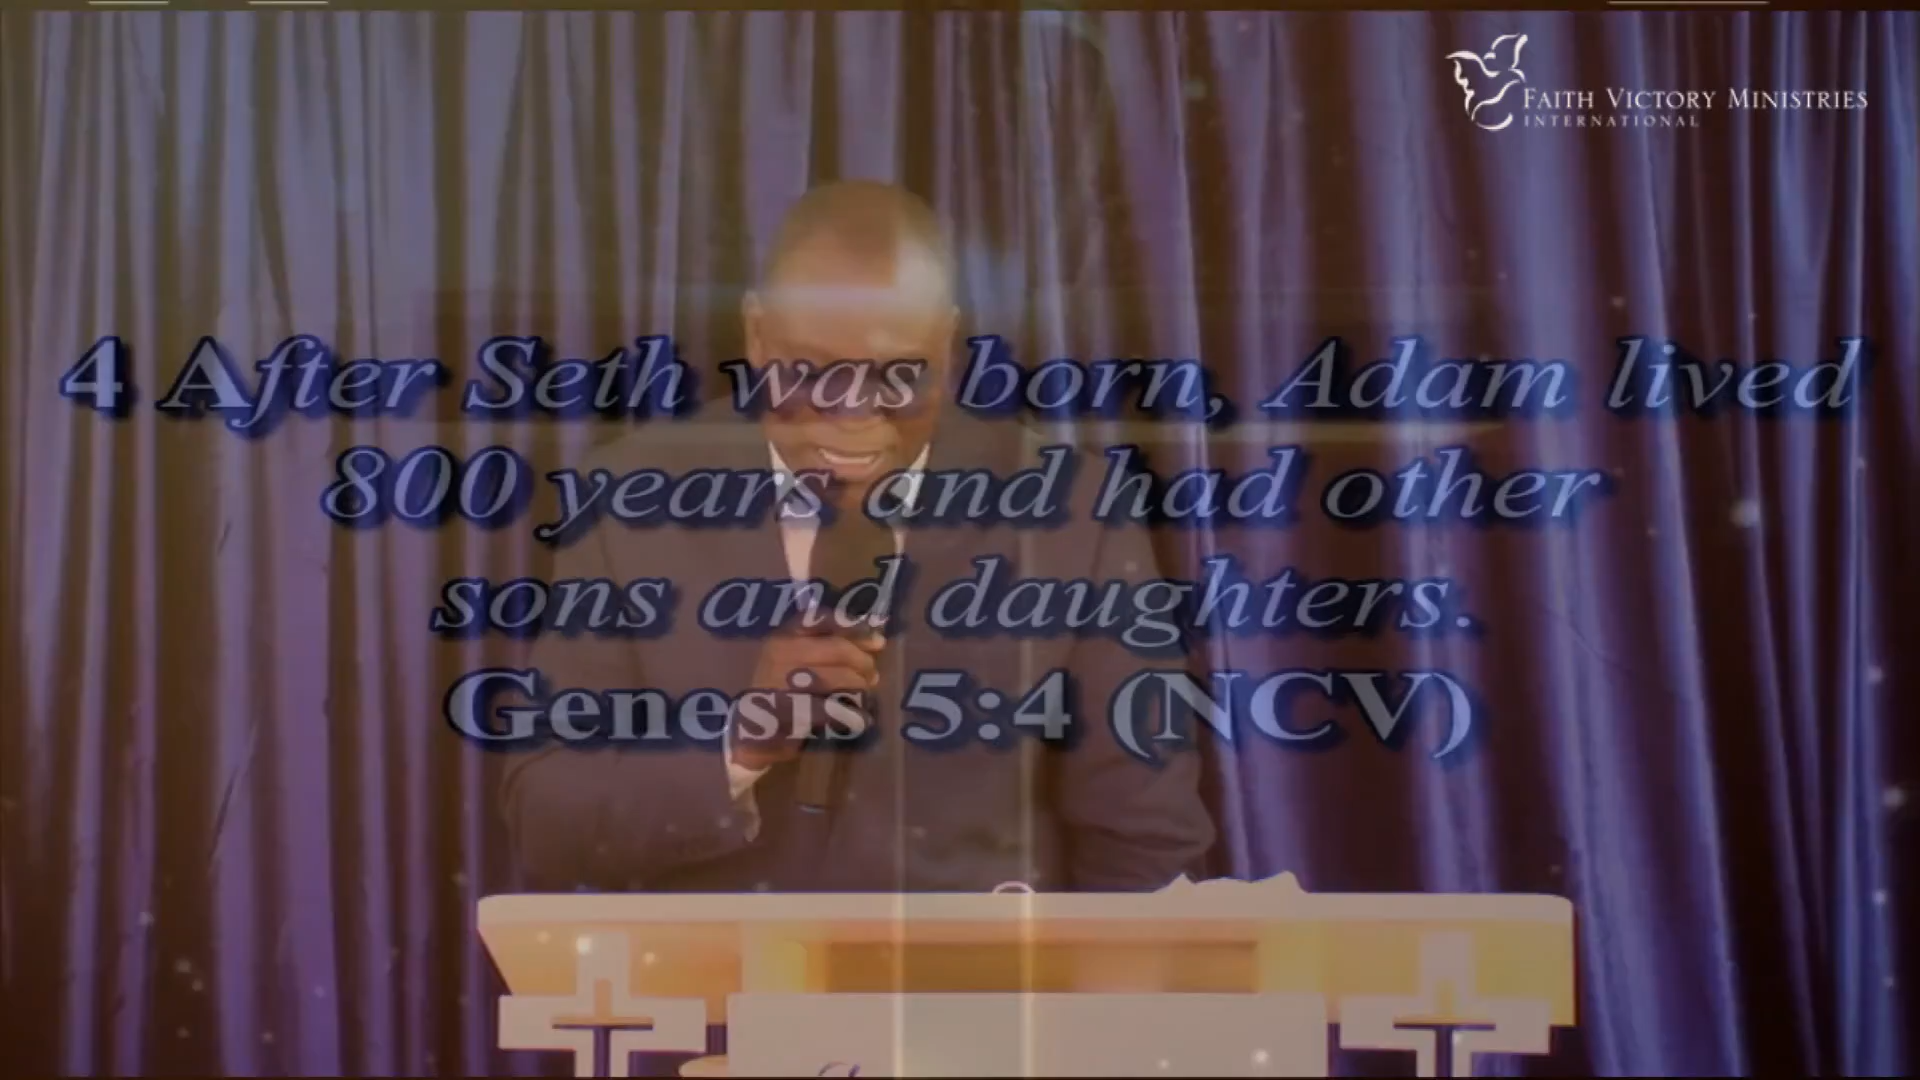 FAITH VICTORY MINISTRIES
INTERNATIONAL
4 After Seth was born, Adam lived
800 years and had other
sons and daughters.
Genesis 5:4 (NCV)